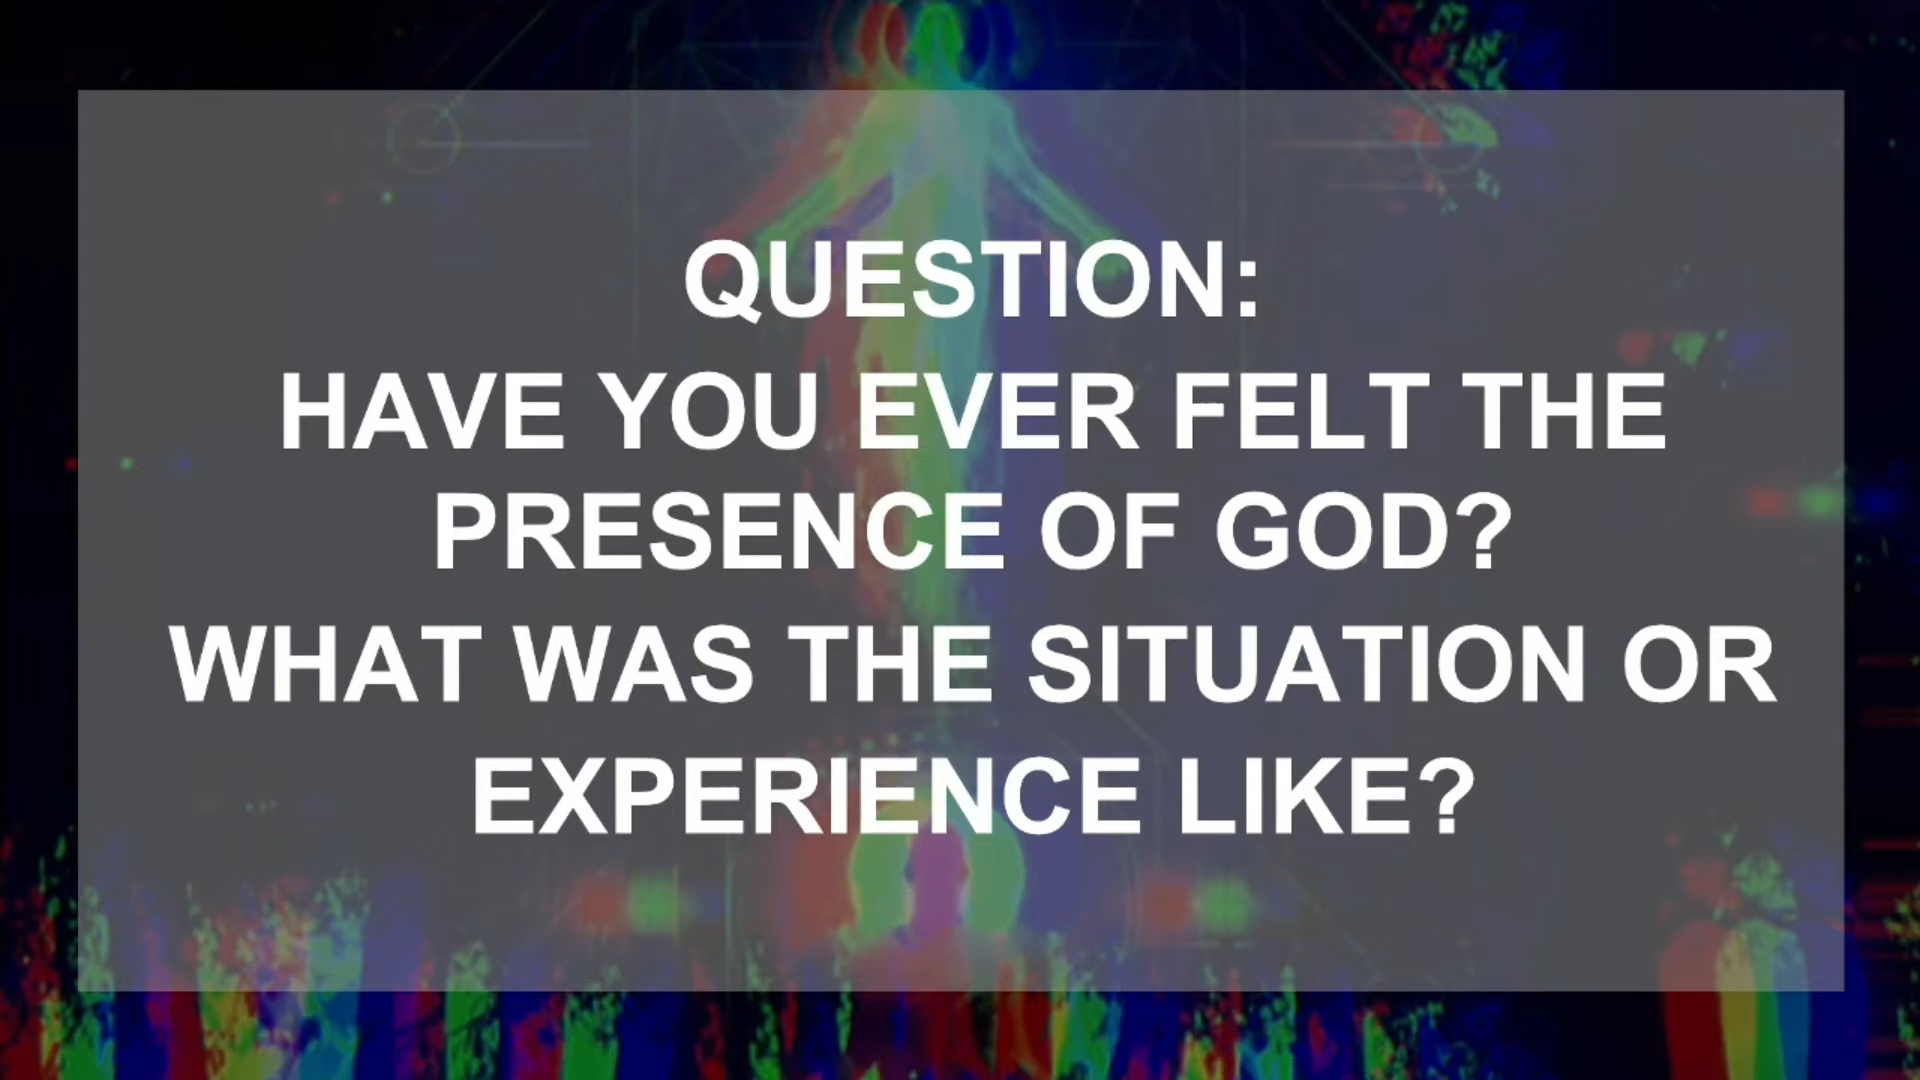 QUESTION:
HAVE YOU EVER FELT THE
PRESENCE OF GOD?
WHAT WAS THE SITUATION OR
EXPERIENCE LIKE?